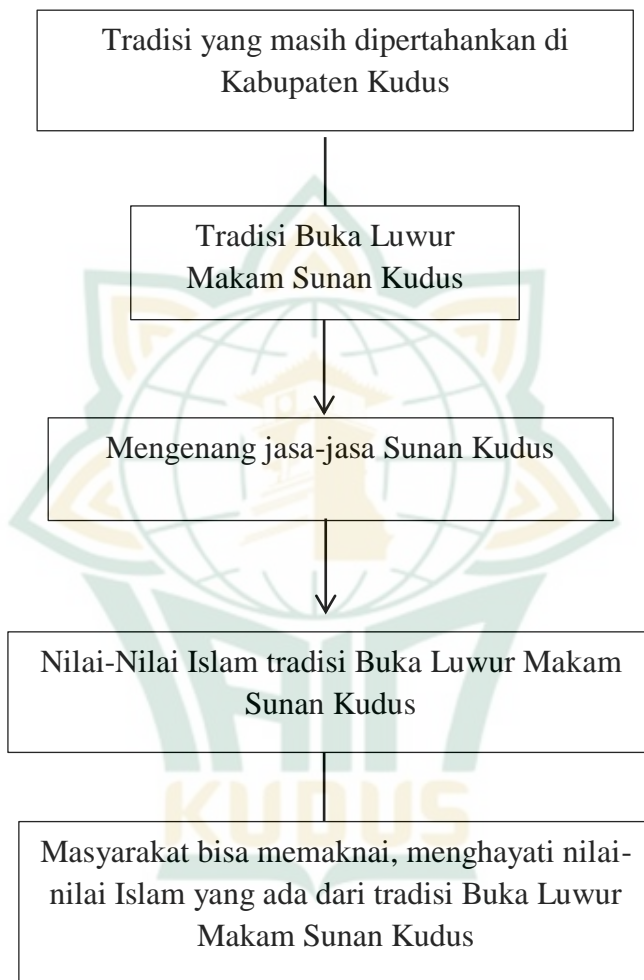 Tradisi yang masih dipertahankan di
Kabupaten Kudus
Tradisi Buka Luwur
Makam Sunan Kudus
Mengenang jasa-jasa Sunan Kudus
Nilai-Nilai Islam tradisi Buka Luwur Makam
Sunan Kudus
IAIN
KUDUS
Masyarakat bisa memaknai, menghayati nilai-
nilai Islam yang ada dari tradisi Buka Luwur
Makam Sunan Kudus